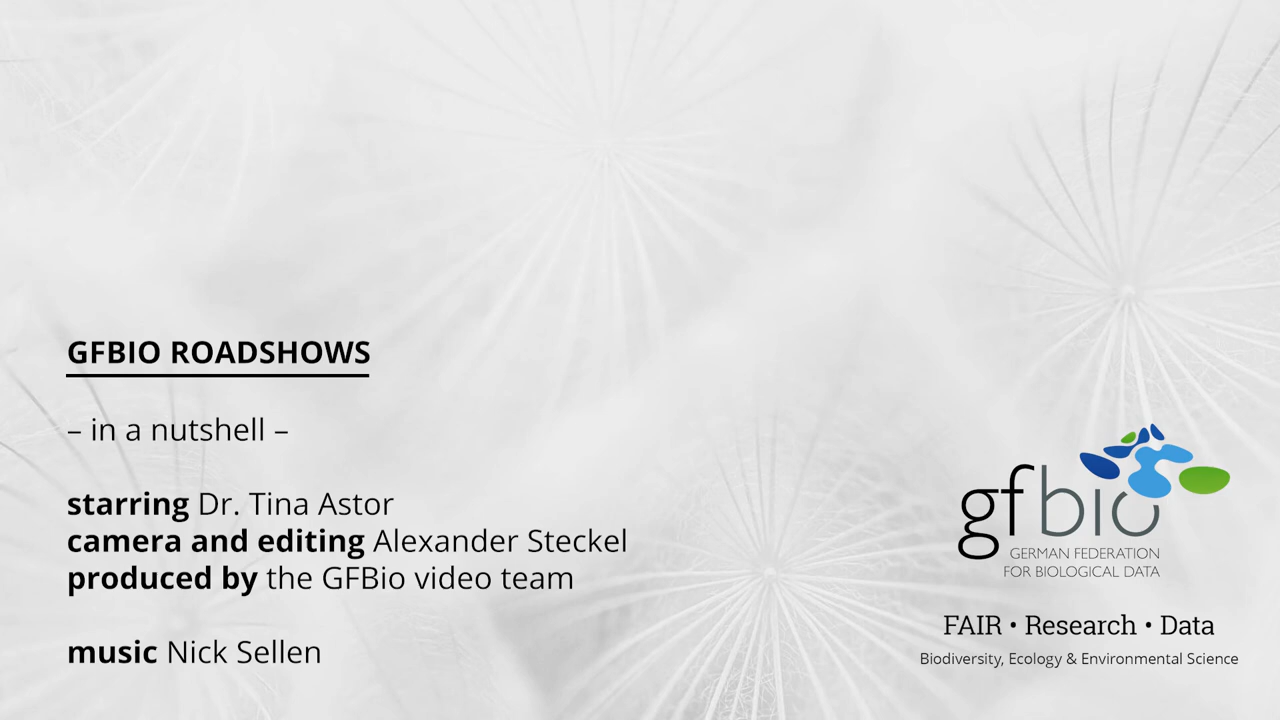 GFBIO ROADSHOWS
– in a nutshell –
starring Dr. Tina Astor
camera and editing Alexander Steckel
produced by the GFBio video team
music Nick Sellen
gfbio
GERMAN FEDERATION
FOR BIOLOGICAL DATA
FAIR • Research • Data
Biodiversity, Ecology & Environmental Science